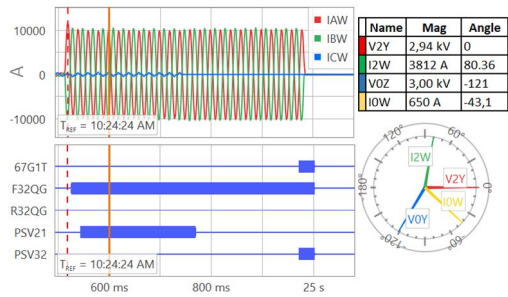 10000
0
-10000
A
IAW
IBW
ICW
TREF = 10:24:24 AM
67G1T
F32QG
R32QG
PSV21
PSV32
TREF = 10:24:24 AM
600 ms 800 ms 25 s
Name Mag Angle
V2Y 2,94 kV 0
I2W 3812 A 80.36
V0Z 3,00 kV -121
I0W 650 A -43,1
120° 60°
I2W
180° V2Y 0°
I0W
V0Y
-120° -60°